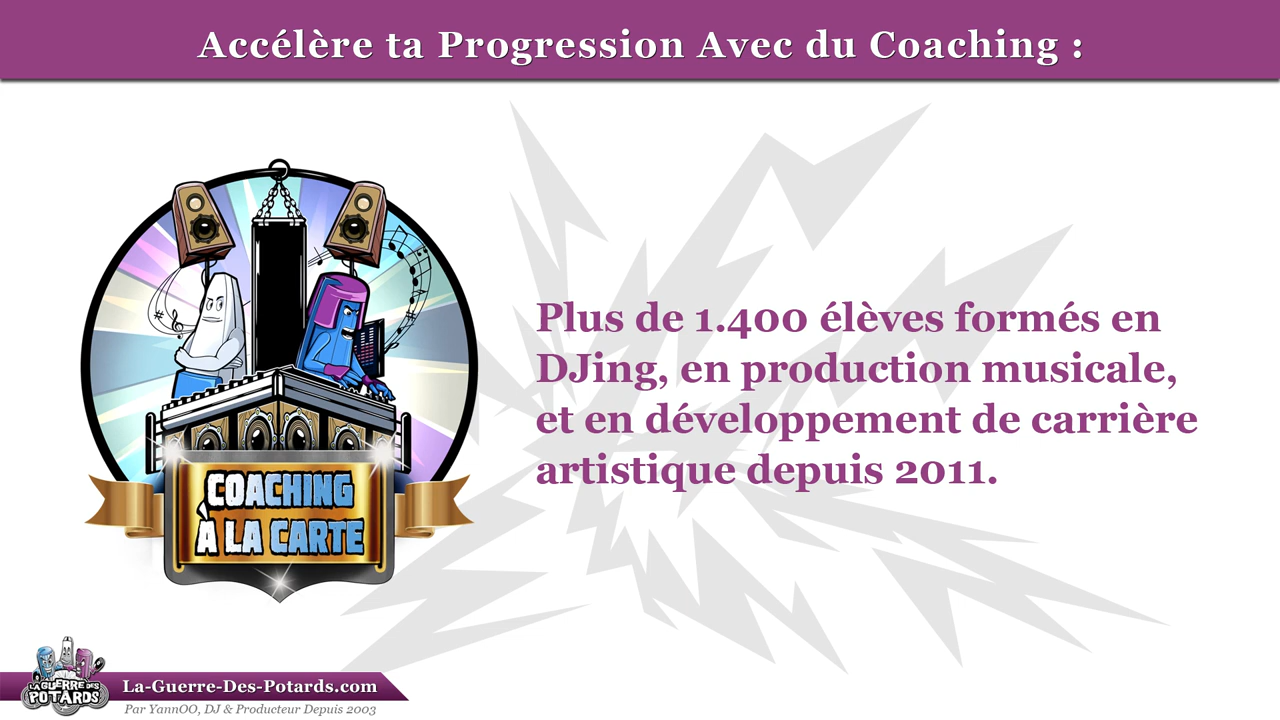 Accélère ta Progression Avec du Coaching :
Plus de 1.400 élèves formés en
DJing, en production musicale,
et en développement de carrière
artistique depuis 2011.
COACHING
À LA CARTE
LA GUERRE DES
POTARDS
La-Guerre-Des-Potards.com
Par YannOO, DJ & Producteur Depuis 2003